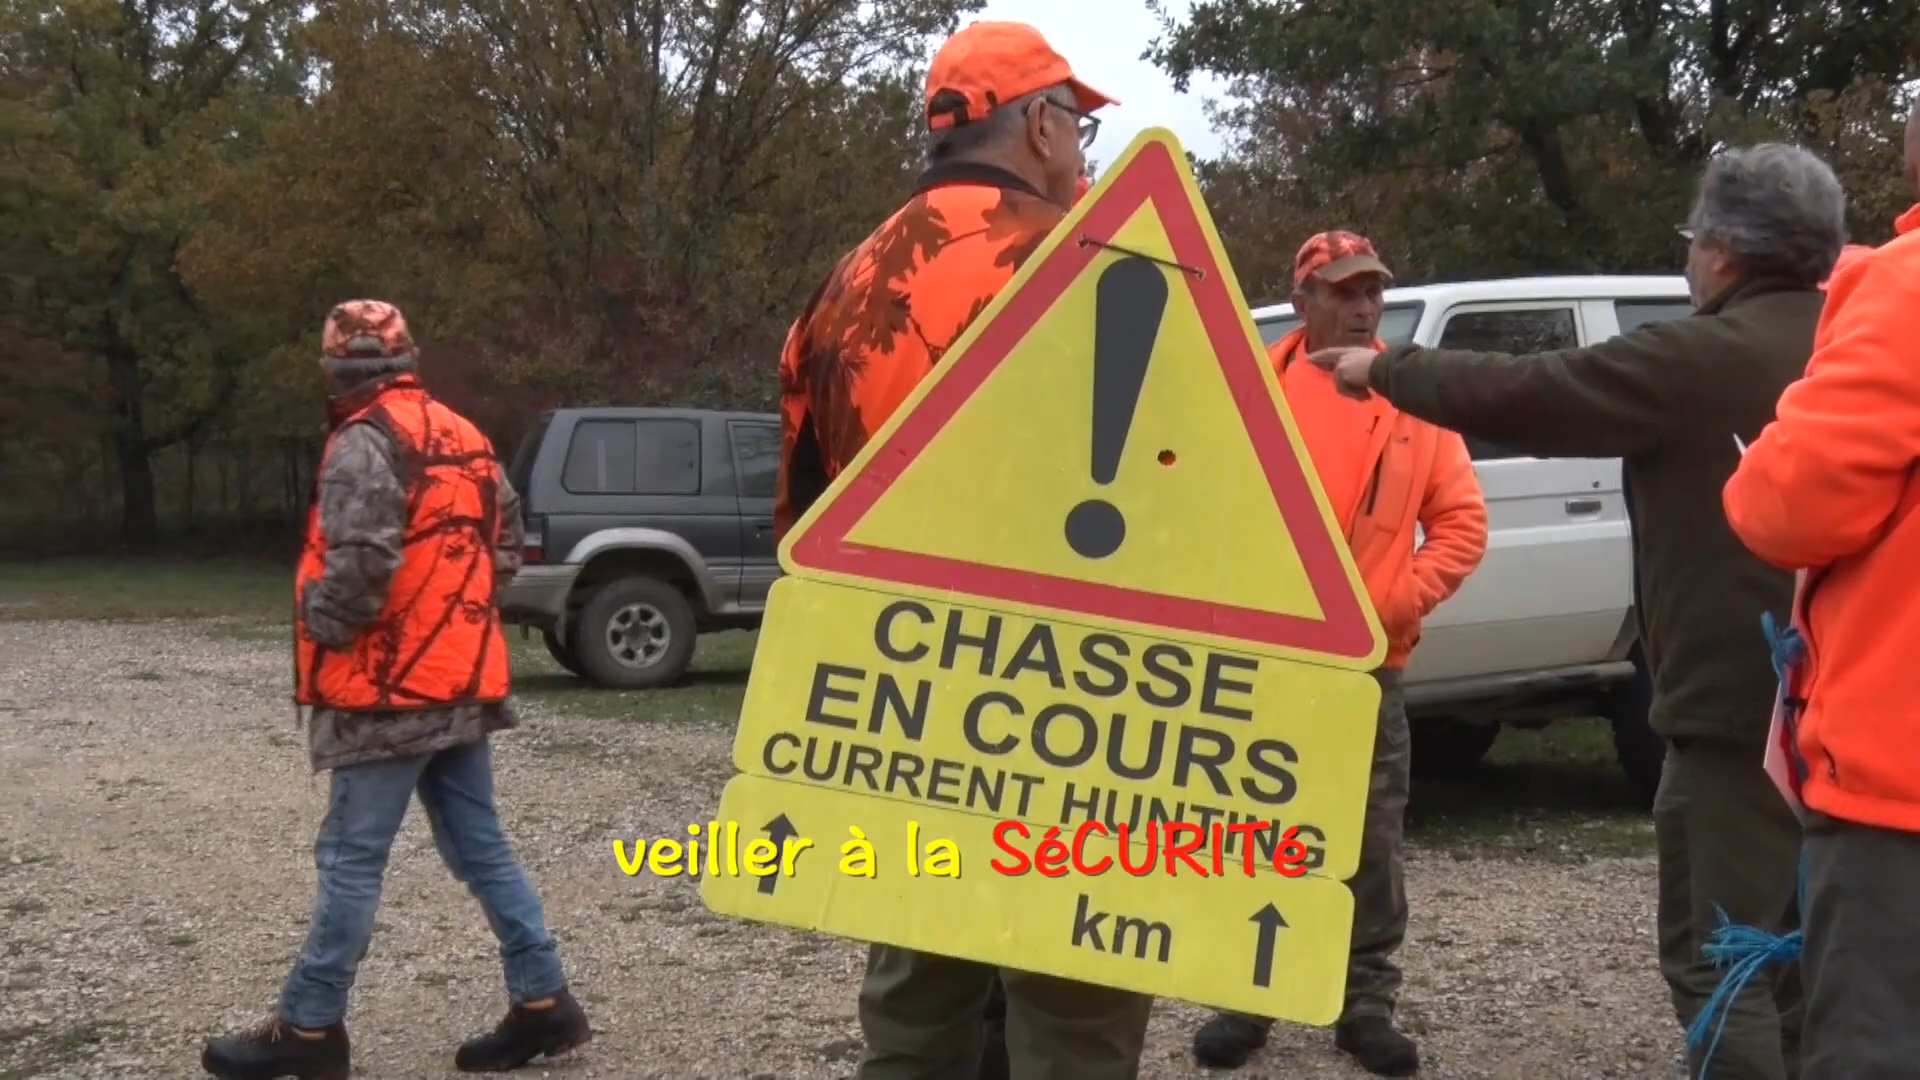 CHASSE
EN COURS
CURRENT HUNTING
veiller à la SéCURITé
km